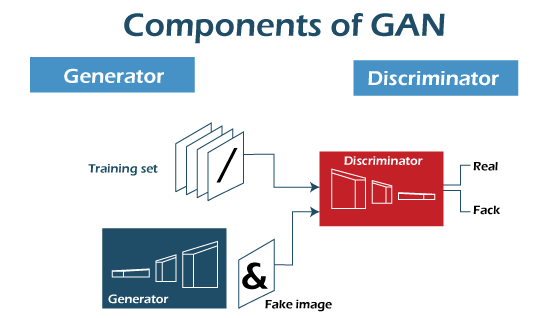 Components of GAN
Generator
Discriminator
Training set
/
Discriminator
Real
Fack
Generator
&
Fake image